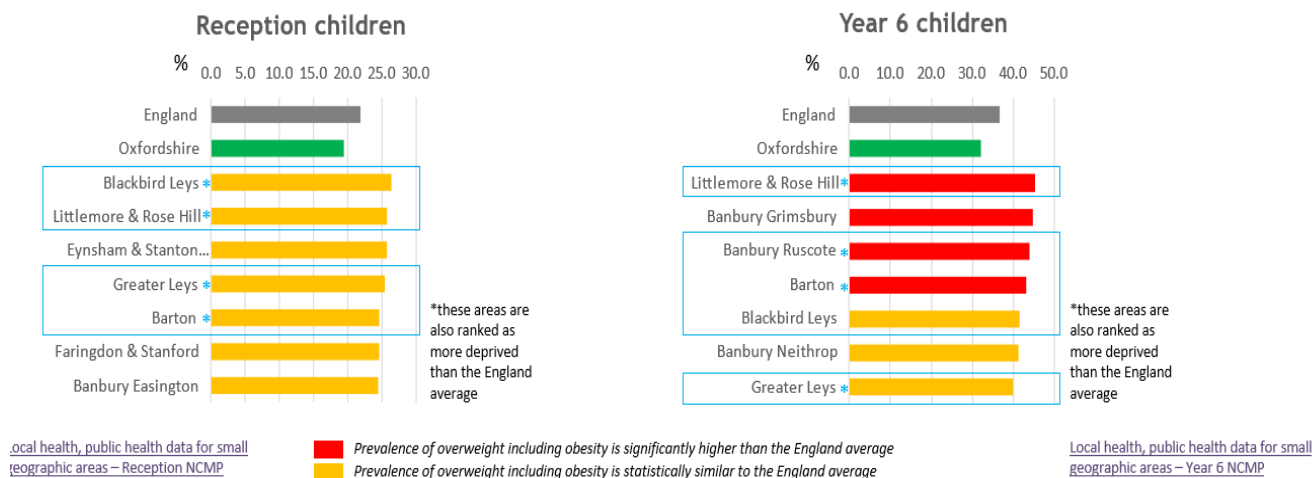 Reception children
% 0.0 5.0 10.0 15.0 20.0 25.0 30.0
England
Oxfordshire
Blackbird Leys *
Littlemore & Rose Hill *
Eynsham & Stanton...
Greater Leys *
Barton *
Faringdon & Stanford
Banbury Easington
*these areas are
also ranked as
more deprived
than the England
average
Year 6 children
% 0.0 10.0 20.0 30.0 40.0 50.0
England
Oxfordshire
Littlemore & Rose Hill *
Banbury Grimsbury
Banbury Ruscote *
Barton *
Blackbird Leys
Banbury Neithrop
Greater Leys *
*these areas are
also ranked as
more deprived
than the England
average
Local health, public health data for small
geographic areas – Reception NCMP
Prevalence of overweight including obesity is significantly higher than the England average
Prevalence of overweight including obesity is statistically similar to the England average
Local health, public health data for small
geographic areas – Year 6 NCMP